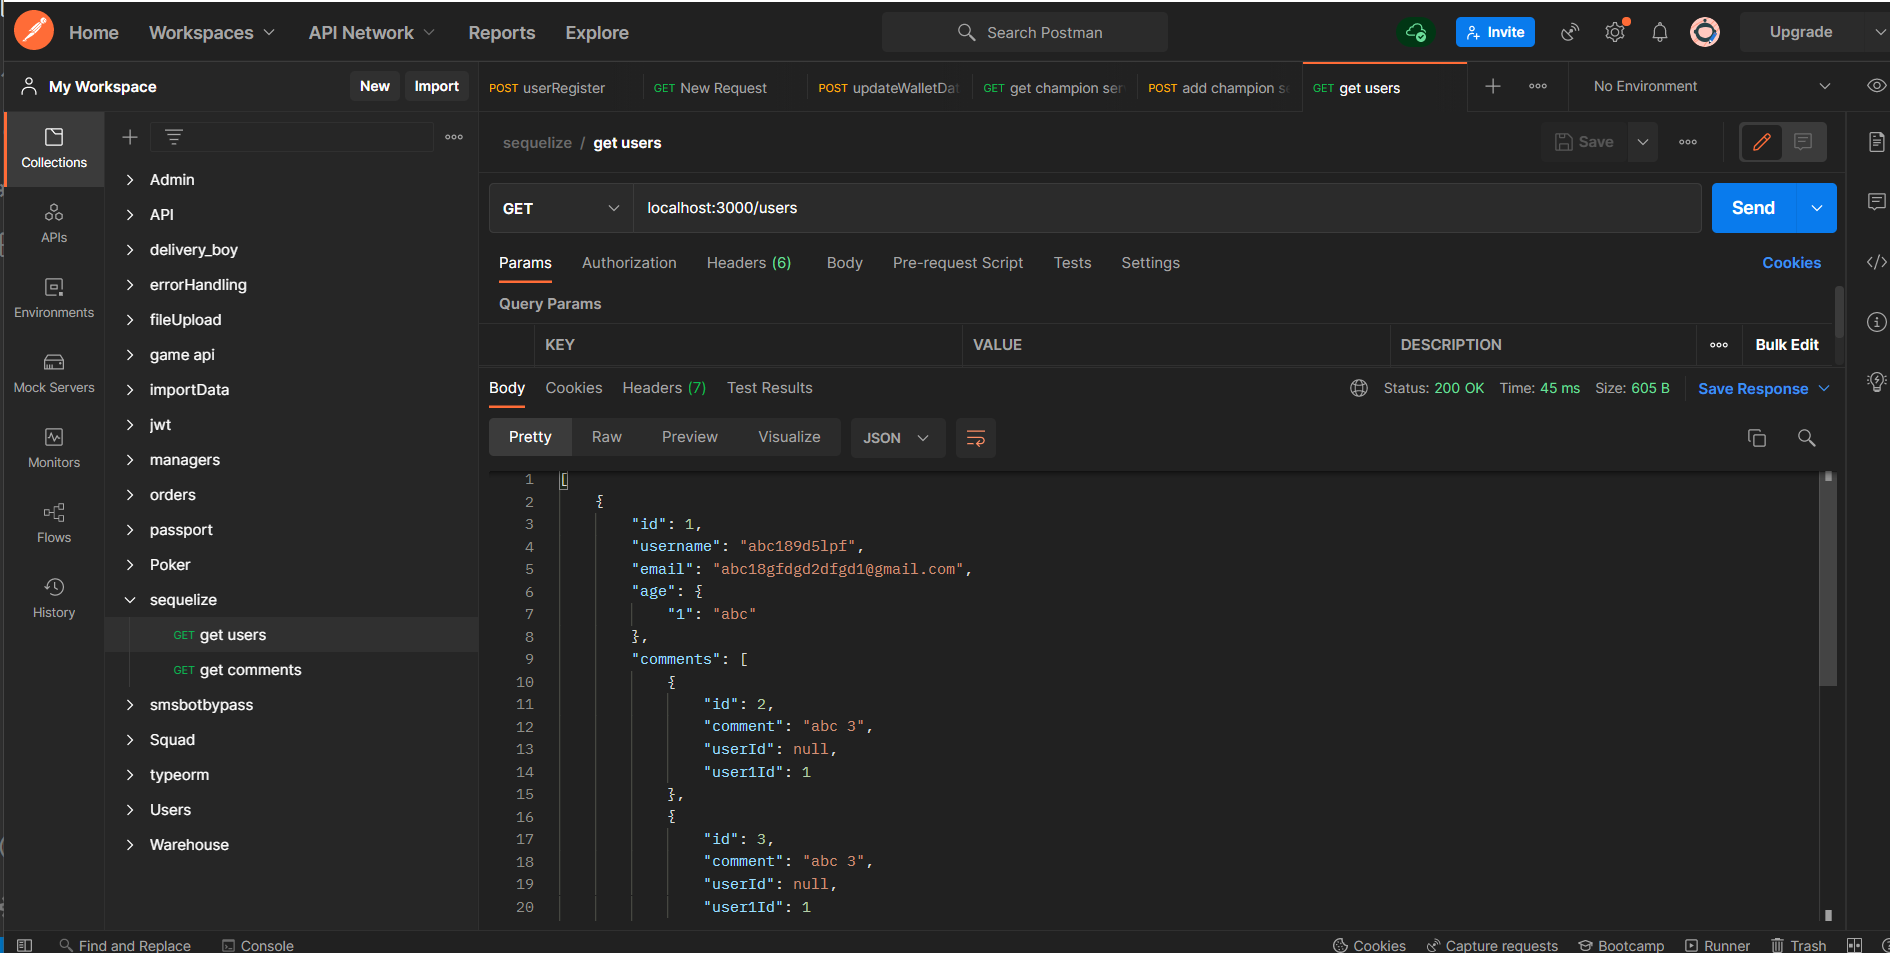 Home Workspaces API Network Reports Explore Search Postman Invite Upgrade
My Workspace New Import
POST userRegister GET New Request POST updateWalletDat GET get champion ser POST add champion se GET get users No Environment
sequelize / get users Save
GET localhost:3000/users Send
Params Authorization Headers (6) Body Pre-request Script Tests Settings Cookies
Query Params
KEY VALUE DESCRIPTION Bulk Edit
Body Cookies Headers (7) Test Results Status: 200 OK Time: 45 ms Size: 605 B Save Response
Pretty Raw Preview Visualize JSON
Collections
APIs
Environments
Mock Servers
Monitors
Flows
History
Admin
API
delivery_boy
errorHandling
fileUpload
game api
importData
jwt
managers
orders
passport
Poker
sequelize
GET get users
GET get comments
smsbotbypass
Squad
typeorm
Users
Warehouse
1 [
2 {
3 "id": 1,
4 "username": "abc189d5lpf",
5 "email": "abc18gfdgd2dfgd1@gmail.com",
6 "age": {
7 "1": "abc"
8 },
9 "comments": [
10 {
11 "id": 2,
12 "comment": "abc 3",
13 "userId": null,
14 "user1Id": 1
15 },
16 {
17 "id": 3,
18 "comment": "abc 3",
19 "userId": null,
20 "user1Id": 1
Find and Replace Console Cookies Capture requests Bootcamp Runner Trash